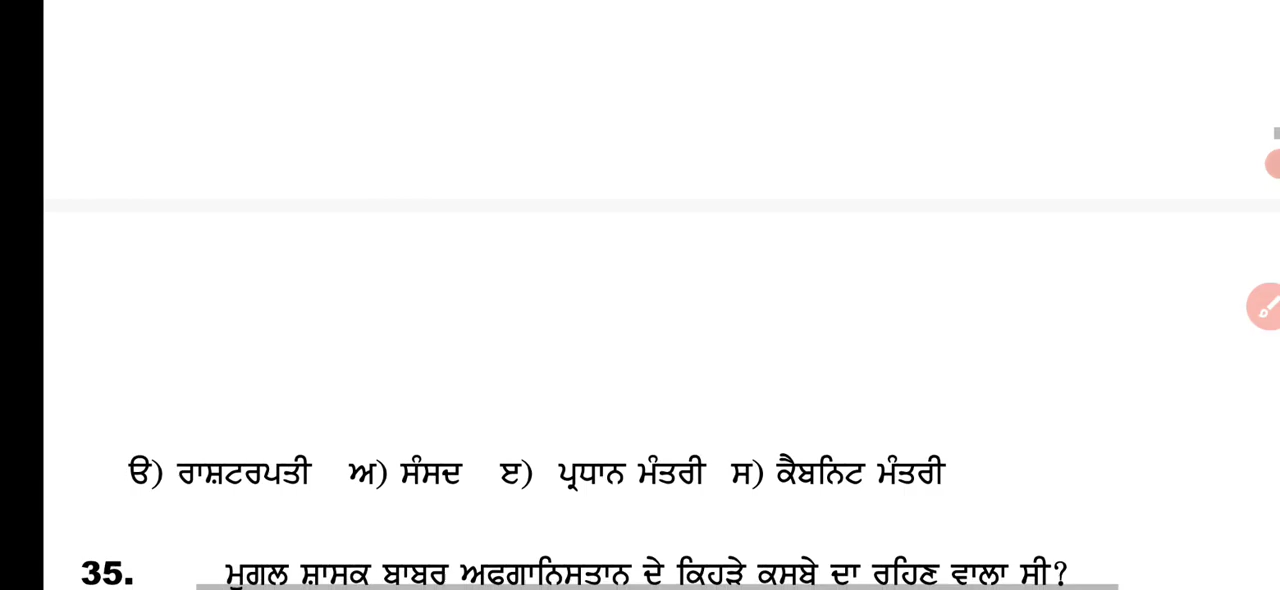 ੳ) ਰਾਸ਼ਟਰਪਤੀ ਅ) ਸੰਸਦ ੲ) ਪ੍ਰਧਾਨ ਮੰਤਰੀ ਸ) ਕੈਬਨਿਟ ਮੰਤਰੀ
35. ਮੁਗਲ ਸ਼ਾਸਕ ਬਾਬਰ ਅਫਗਾਨਿਸਤਾਨ ਦੇ ਕਿਹੜੇ ਕਸਬੇ ਦਾ ਰਹਿਣ ਵਾਲਾ ਸੀ?